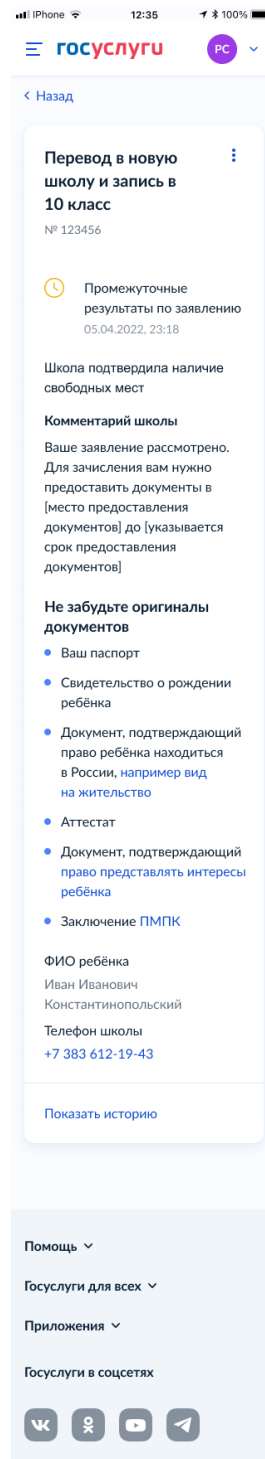 iPhone 12:35 100%
госуслуги РС
Назад
Перевод в новую
школу и запись в
10 класс
№ 123456
Промежуточные
результаты по заявлению
05.04.2022, 23:18
Школа подтвердила наличие
свободных мест
Комментарий школы
Ваше заявление рассмотрено.
Для зачисления вам нужно
предоставить документы в
[место предоставления
документов] до [указывается
срок предоставления
документов]
Не забудьте оригиналы
документов
Ваш паспорт
Свидетельство о рождении
ребёнка
Документ, подтверждающий
право ребёнка находиться
в России, например вид
на жительство
Аттестат
Документ, подтверждающий
право представлять интересы
ребёнка
Заключение ПМПК
ФИО ребёнка
Иван Иванович
Константинопольский
Телефон школы
+7 383 612-19-43
Показать историю
Помощь
Госуслуги для всех
Приложения
Госуслуги в соцсетях